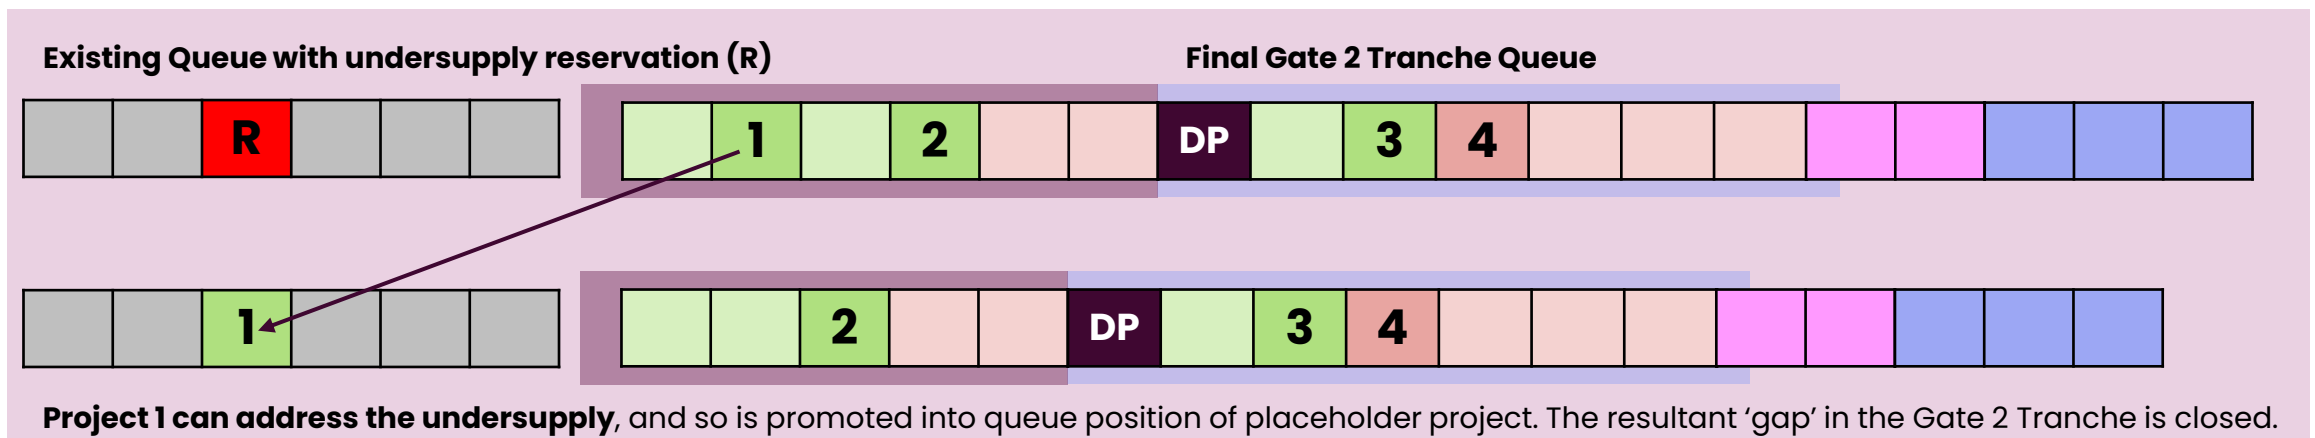 Existing Queue with undersupply reservation (R)
Final Gate 2 Tranche Queue
R
1 2 DP 3 4
1
2 DP 3 4
Project 1 can address the undersupply, and so is promoted into queue position of placeholder project. The resultant ‘gap’ in the Gate 2 Tranche is closed.